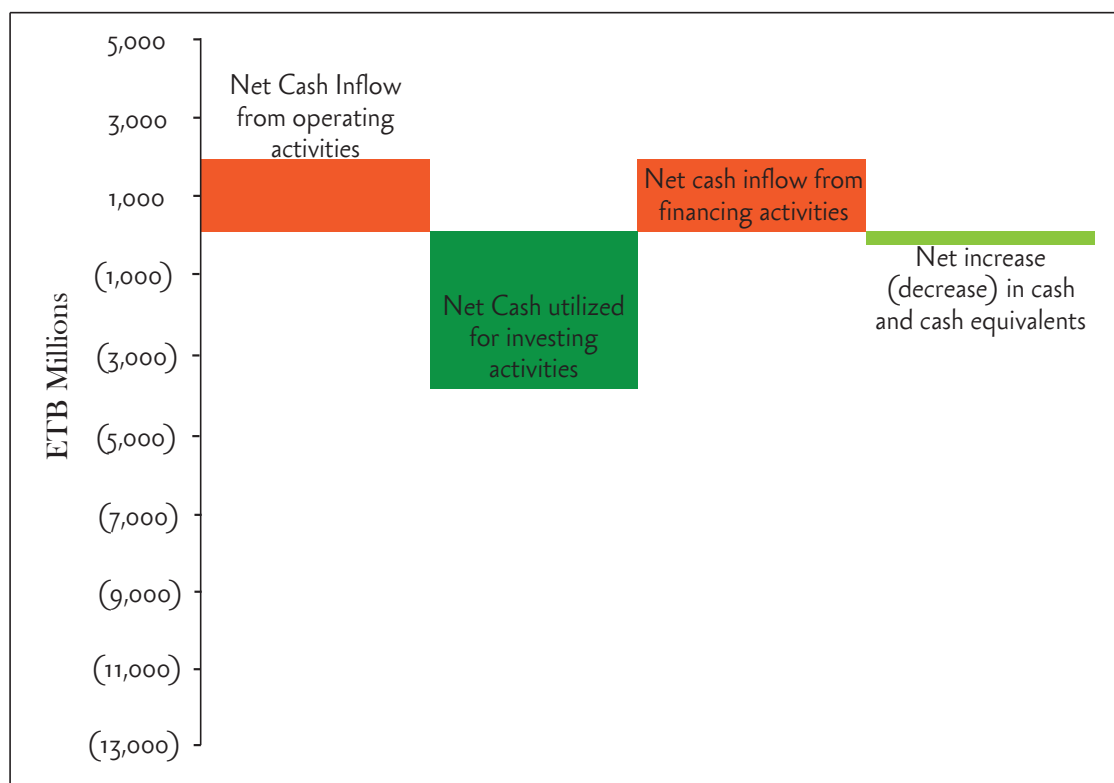 5,000
3,000
1,000
(1,000)
(3,000)
(5,000)
(7,000)
(9,000)
(11,000)
(13,000)
ETB Millions
Net Cash Inflow
from operating
activities
Net Cash utilized
for investing
activities
Net cash inflow from
financing activities
Net increase
(decrease) in cash
and cash equivalents